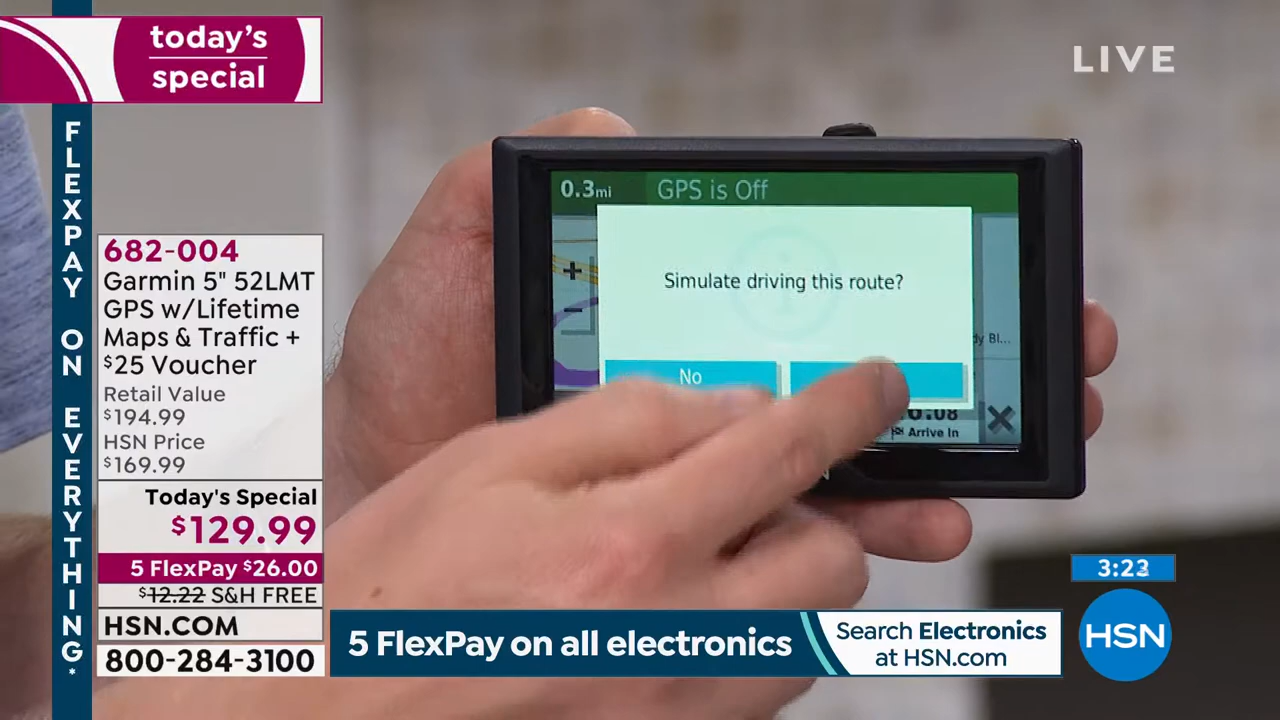 today's
special
LIVE
FLEXPAY ON EVERYTHING*
682-004
Garmin 5" 52LMT
GPS w/Lifetime
Maps & Traffic +
$25 Voucher
Retail Value
$194.99
HSN Price
$169.99
Today's Special
$129.99
5 FlexPay $26.00
$12.22 S&H FREE
HSN.COM
800-284-3100
0.3mi GPS is Off
Simulate driving this route?
+
-
No
Arrive In
5 FlexPay on all electronics
Search Electronics
at HSN.com
3:23
HSN